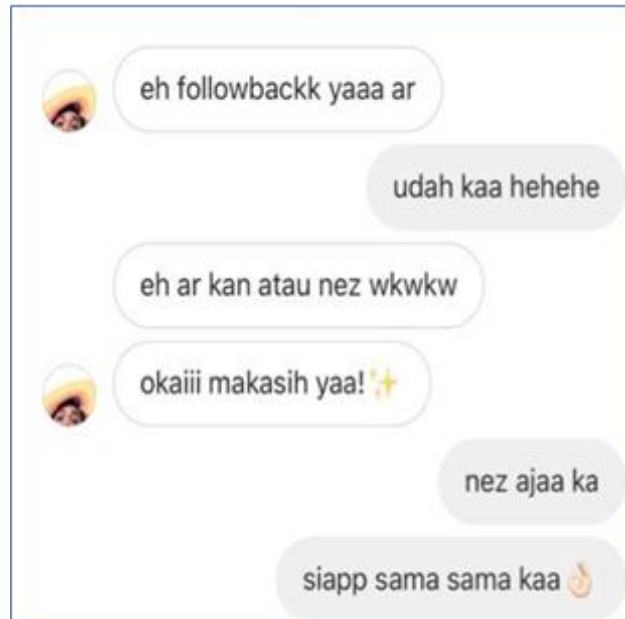 eh followbackk yaaa ar
udah kaa hehehe
eh ar kan atau nez wkwkw
okaiii makasih yaa!✨
nez ajaa ka
siapp sama sama kaa👌🏻